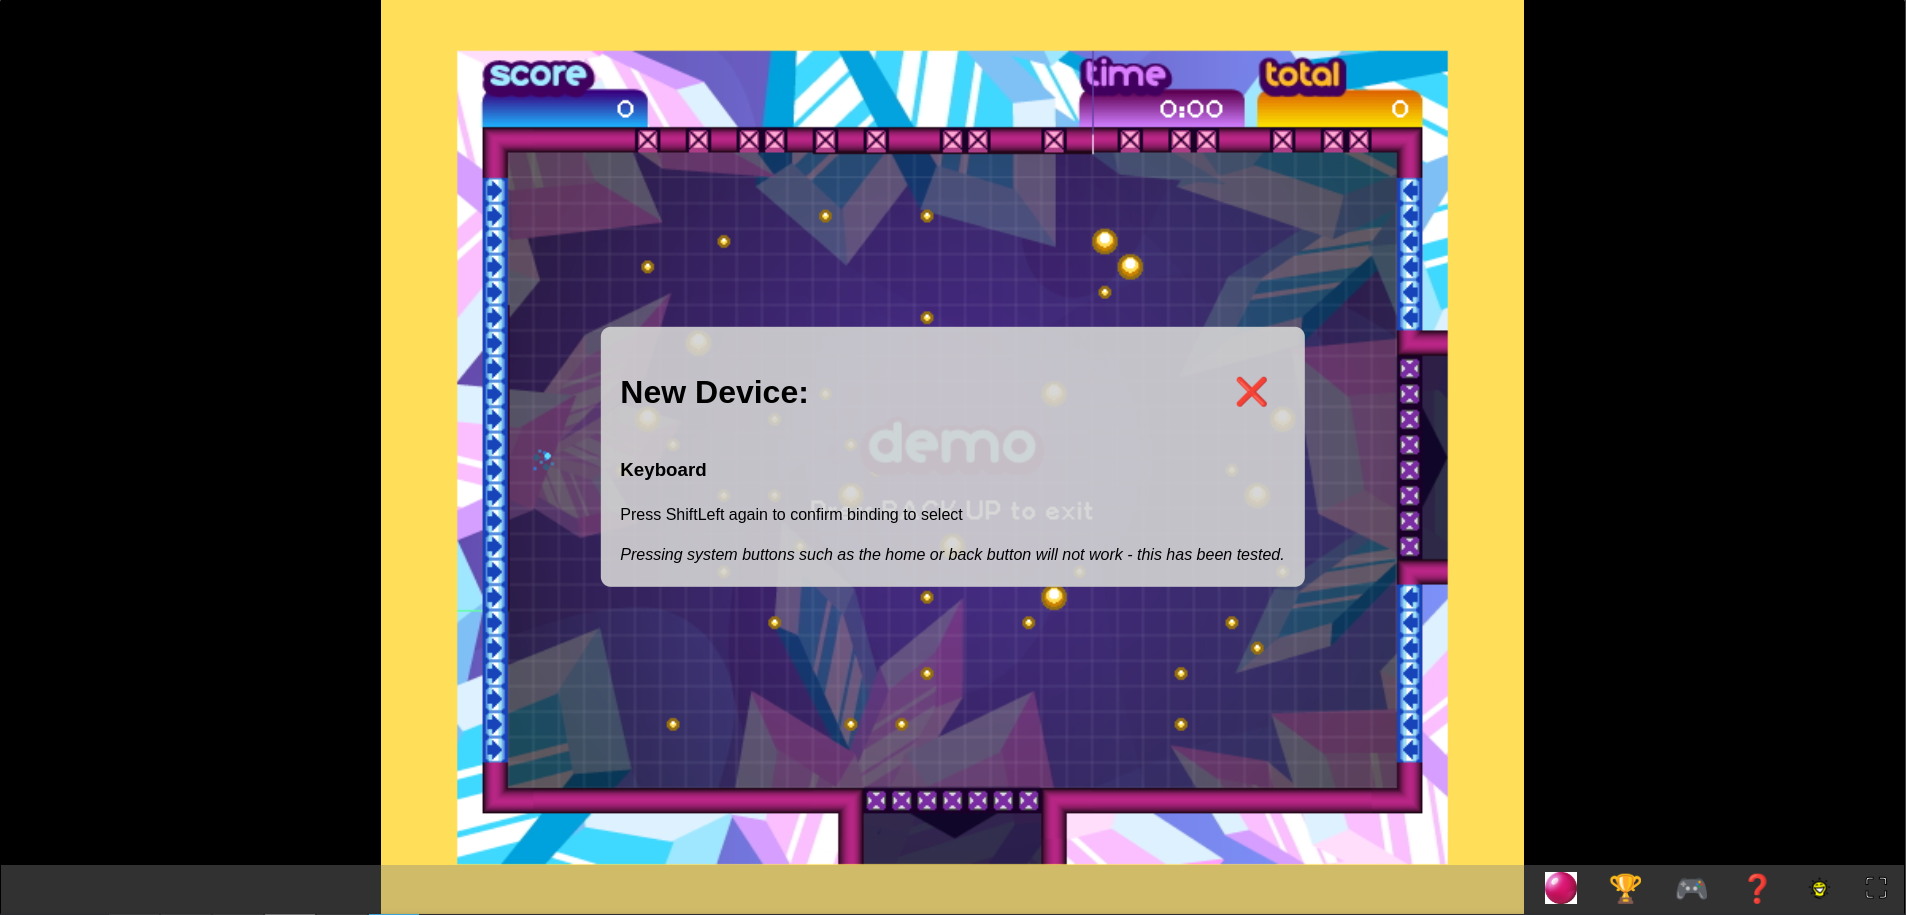 score
time
total
0
0:00
0
New Device:
demo
Keyboard
Press BACK UP to exit
Press ShiftLeft again to confirm binding to select
Pressing system buttons such as the home or back button will not work - this has been tested.